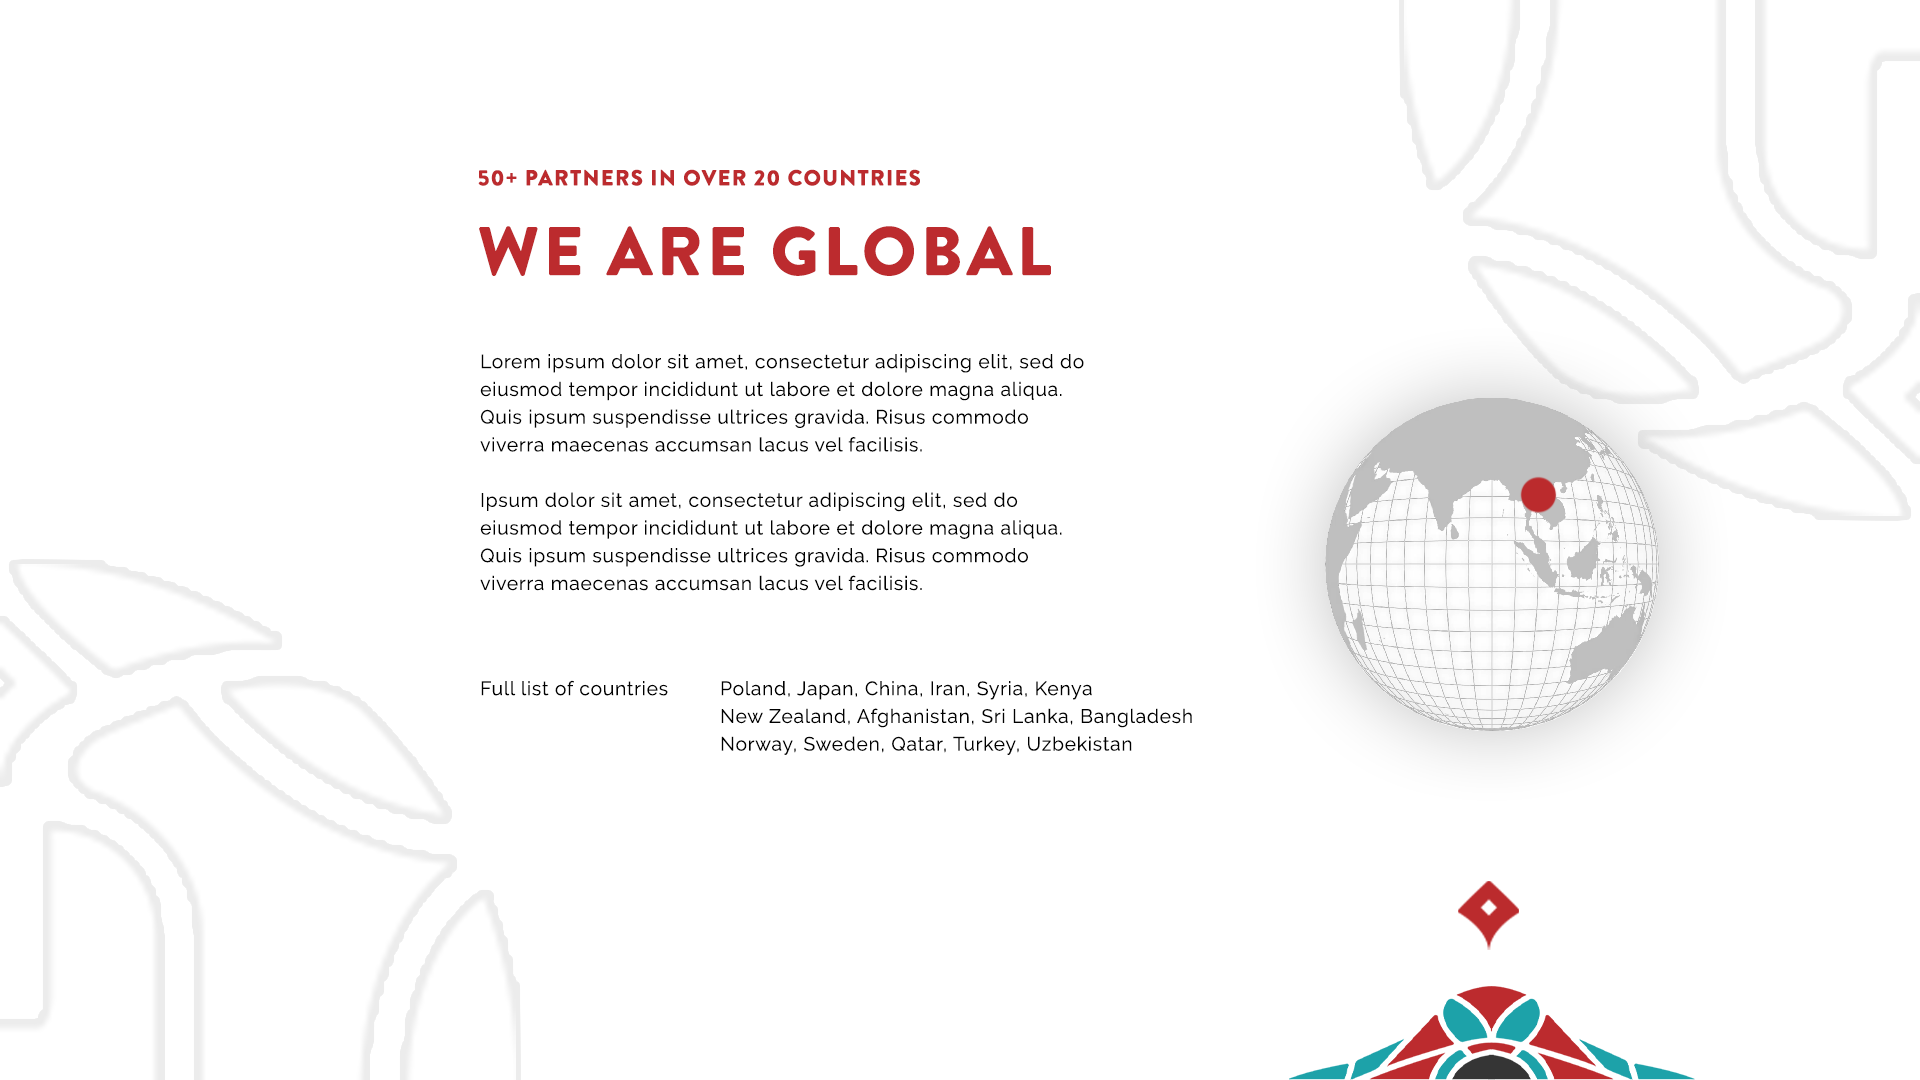 50+ PARTNERS IN OVER 20 COUNTRIES
WE ARE GLOBAL
Lorem ipsum dolor sit amet, consectetur adipiscing elit, sed do
eiusmod tempor incididunt ut labore et dolore magna aliqua.
Quis ipsum suspendisse ultrices gravida. Risus commodo
viverra maecenas accumsan lacus vel facilisis.
Ipsum dolor sit amet, consectetur adipiscing elit, sed do
eiusmod tempor incididunt ut labore et dolore magna aliqua.
Quis ipsum suspendisse ultrices gravida. Risus commodo
viverra maecenas accumsan lacus vel facilisis.
Full list of countries
Poland, Japan, China, Iran, Syria, Kenya
New Zealand, Afghanistan, Sri Lanka, Bangladesh
Norway, Sweden, Qatar, Turkey, Uzbekistan